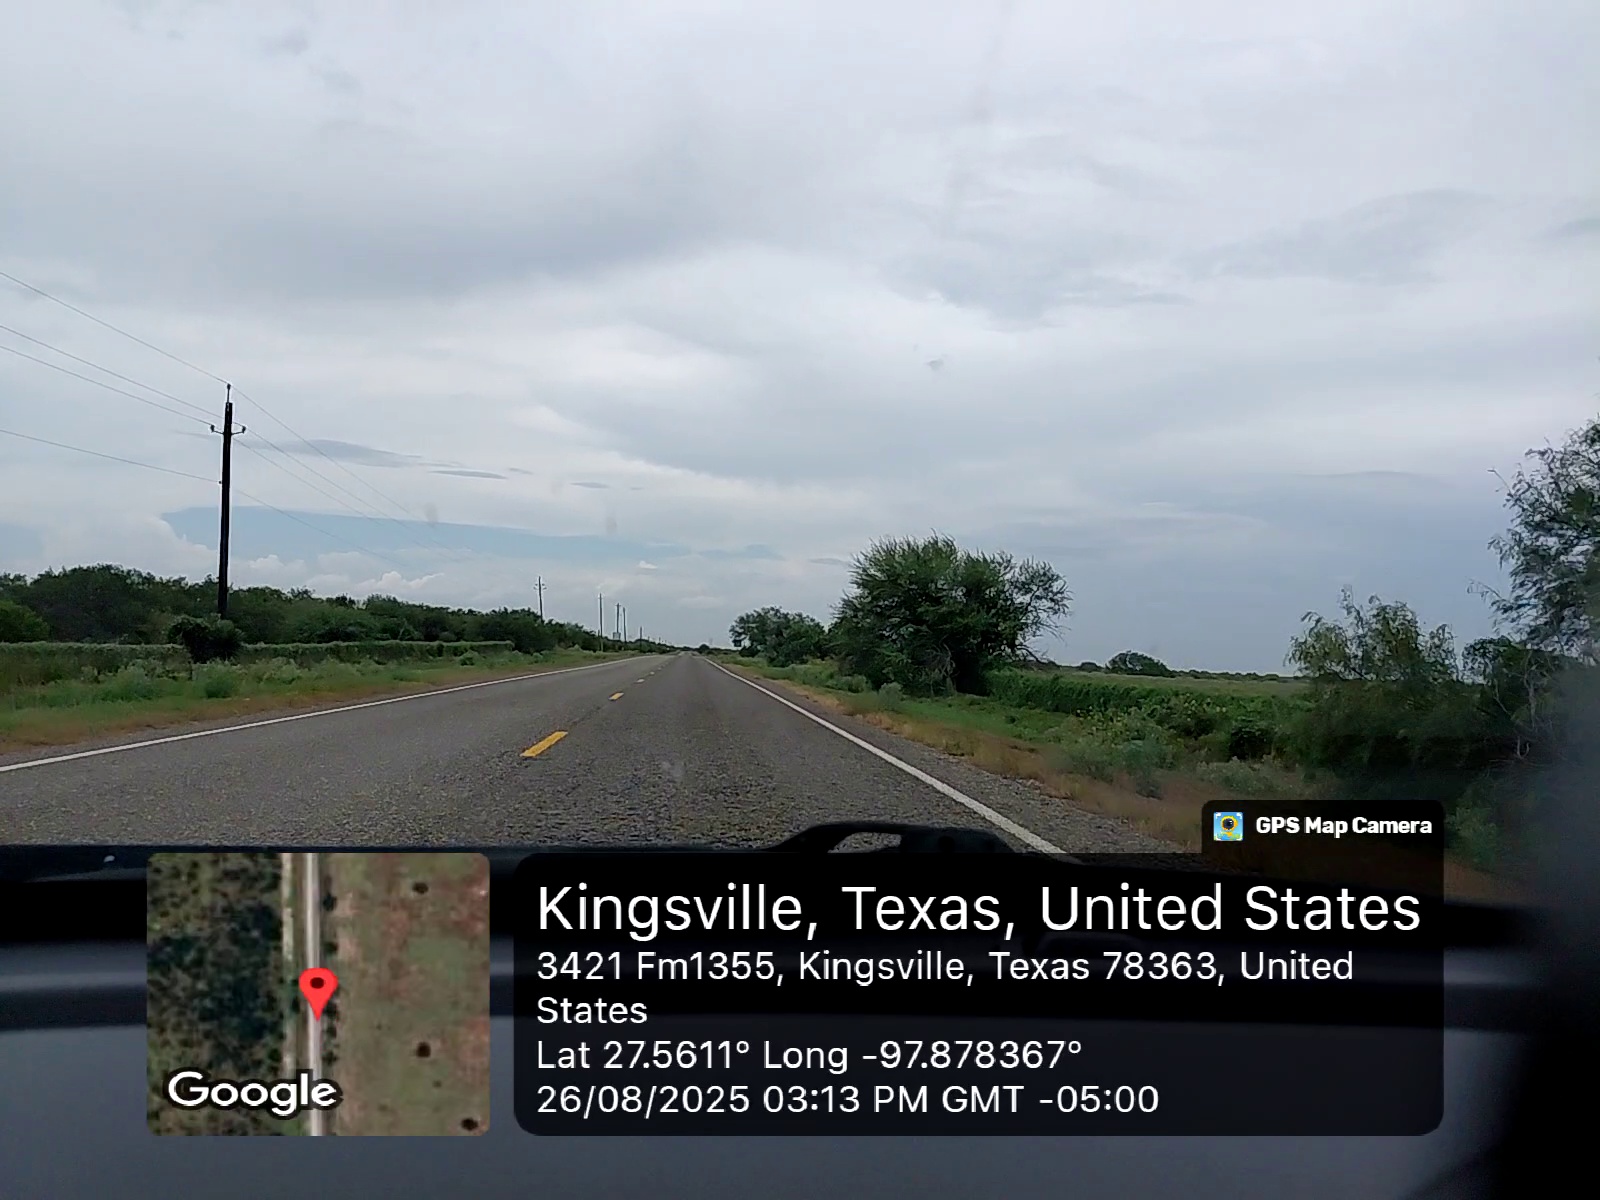 GPS Map Camera
Kingsville, Texas, United States
3421 Fm1355, Kingsville, Texas 78363, United
States
Lat 27.5611° Long -97.878367°
26/08/2025 03:13 PM GMT -05:00
Google